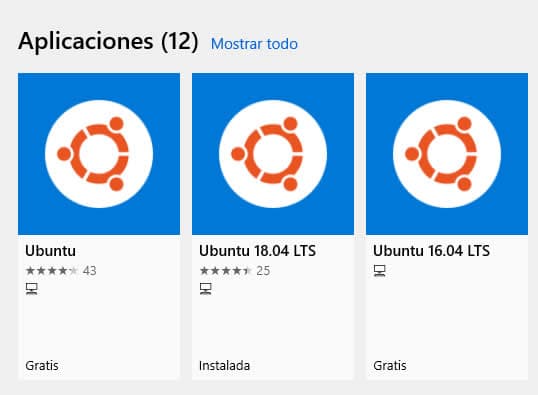 Aplicaciones (12) Mostrar todo
Ubuntu
43
Gratis
Ubuntu 18.04 LTS
25
Instalada
Ubuntu 16.04 LTS
Gratis